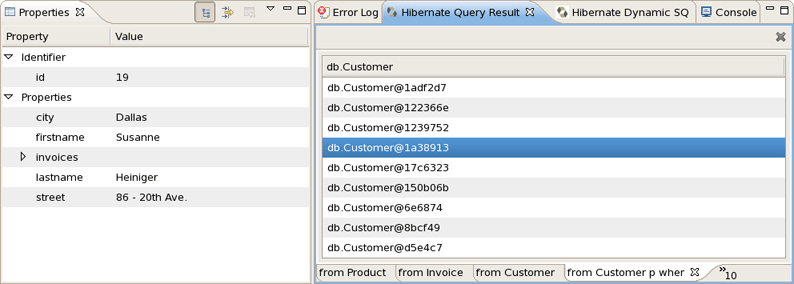 Properties
Property Value
Identifier
id 19
Properties
city Dallas
firstname Susanne
invoices
lastname Heiniger
street 86 - 20th Ave.
Error Log Hibernate Query Result Hibernate Dynamic SQ Console
db.Customer
db.Customer@1adf2d7
db.Customer@122366e
db.Customer@1239752
db.Customer@1a38913
db.Customer@17c6323
db.Customer@150b06b
db.Customer@6e6874
db.Customer@8bcf49
db.Customer@d5e4c7
from Product from Invoice from Customer from Customer p wher »10